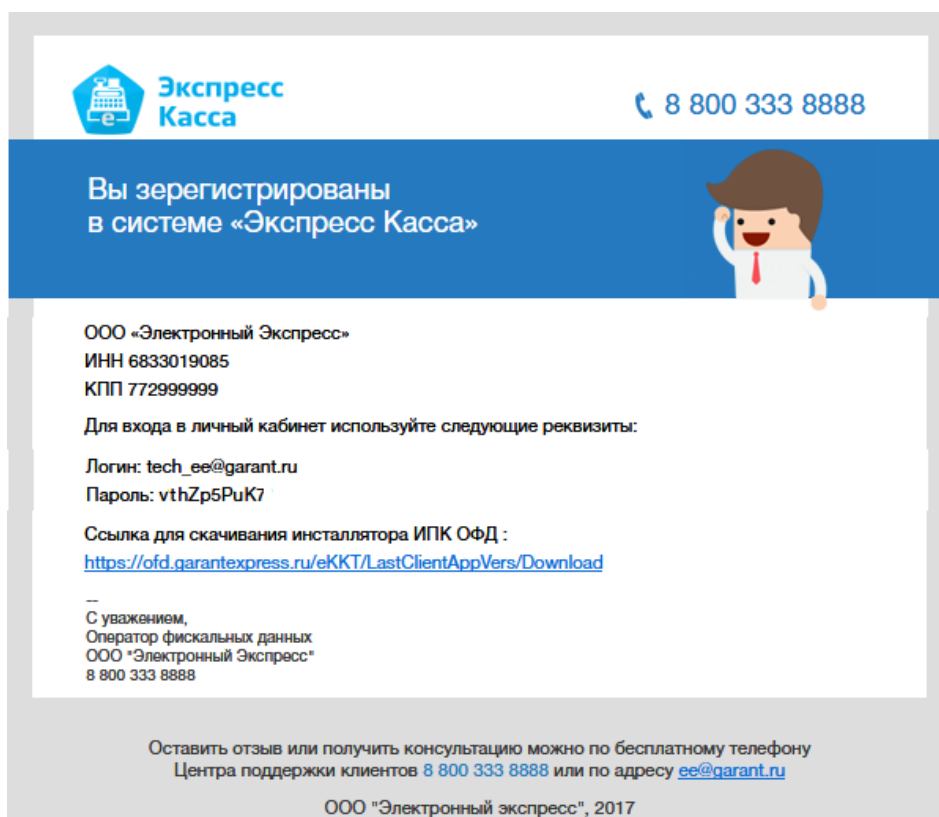 Экспресс
Касса
8 800 333 8888
Вы зерегистрированы
в системе «Экспресс Касса»
ООО «Электронный Экспресс»
ИНН 6833019085
КПП 772999999
Для входа в личный кабинет используйте следующие реквизиты:
Логин: tech_ee@garant.ru
Пароль: vthZp5PuK7
Ссылка для скачивания инсталлятора ИПК ОФД :
https://ofd.garantexpress.ru/eKKT/LastClientAppVers/Download
--
С уважением,
Оператор фискальных данных
ООО "Электронный Экспресс"
8 800 333 8888
Оставить отзыв или получить консультацию можно по бесплатному телефону
Центра поддержки клиентов 8 800 333 8888 или по адресу ee@garant.ru
ООО "Электронный экспресс", 2017